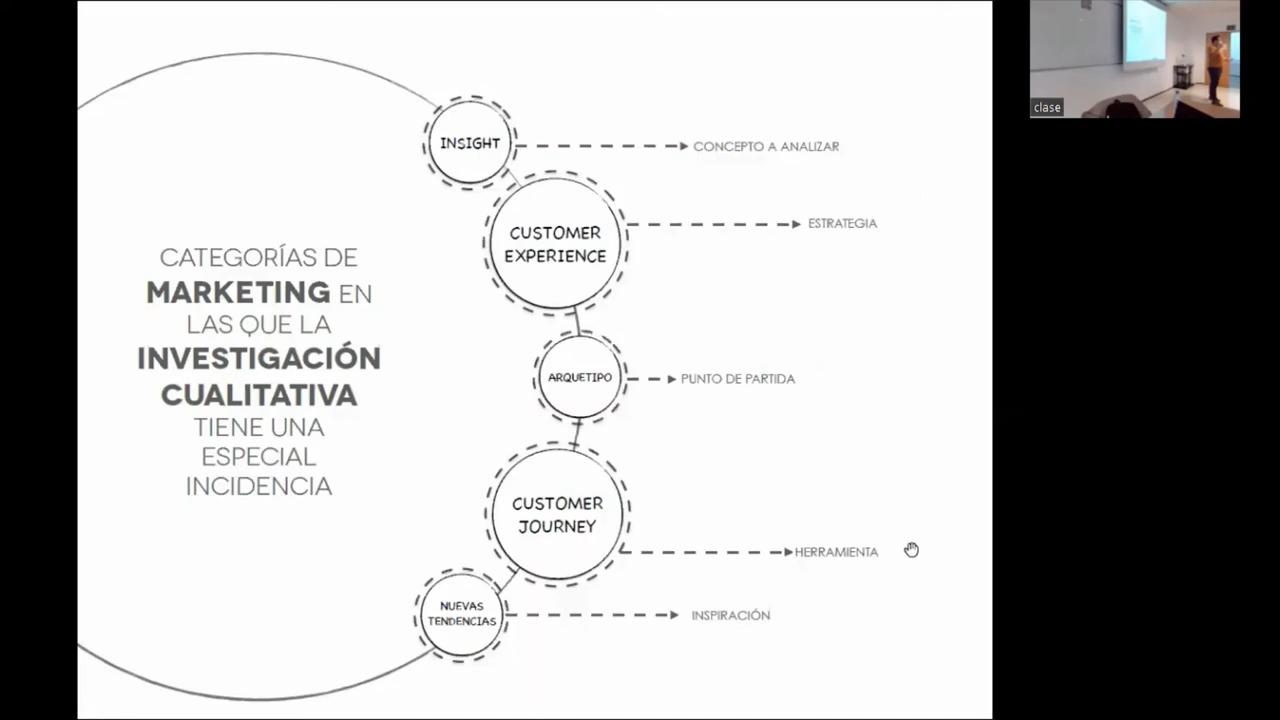 CATEGORÍAS DE
MARKETING EN
LAS QUE LA
INVESTIGACIÓN
CUALITATIVA
TIENE UNA
ESPECIAL
INCIDENCIA
INSIGHT
CONCEPTO A ANALIZAR
CUSTOMER
EXPERIENCE
ESTRATEGIA
ARQUETIPO
PUNTO DE PARTIDA
CUSTOMER
JOURNEY
HERRAMIENTA
NUEVAS
TENDENCIAS
INSPIRACIÓN
clase